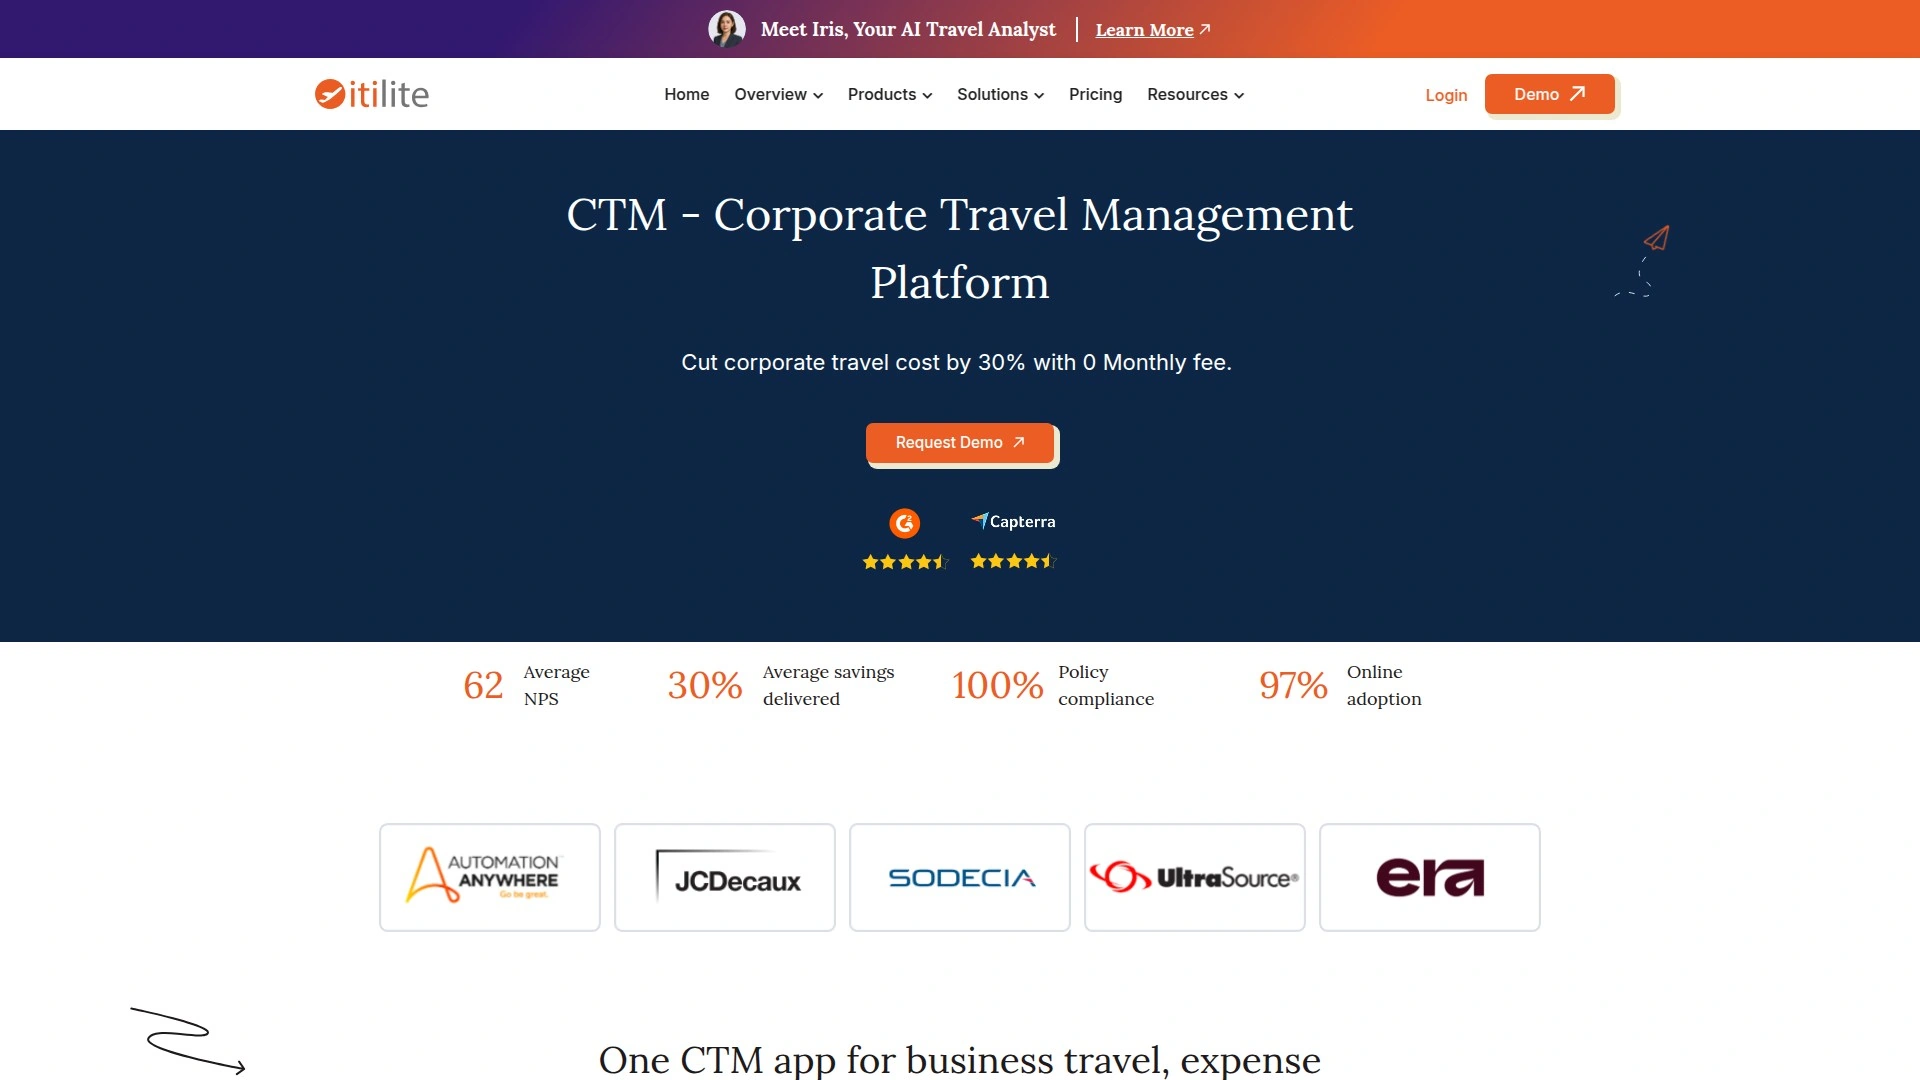 Meet Iris, Your AI Travel Analyst
Learn More
itilite
Home
Overview
Products
Solutions
Pricing
Resources
Login
Demo
CTM - Corporate Travel Management
Platform
Cut corporate travel cost by 30% with 0 Monthly fee.
Request Demo
G2
Capterra
62
Average
NPS
30%
Average savings
delivered
100%
Policy
compliance
97%
Online
adoption
AUTOMATION
ANYWHERE
Go be great.
JCDecaux
SODECIA
UltraSource®
era
One CTM app for business travel, expense